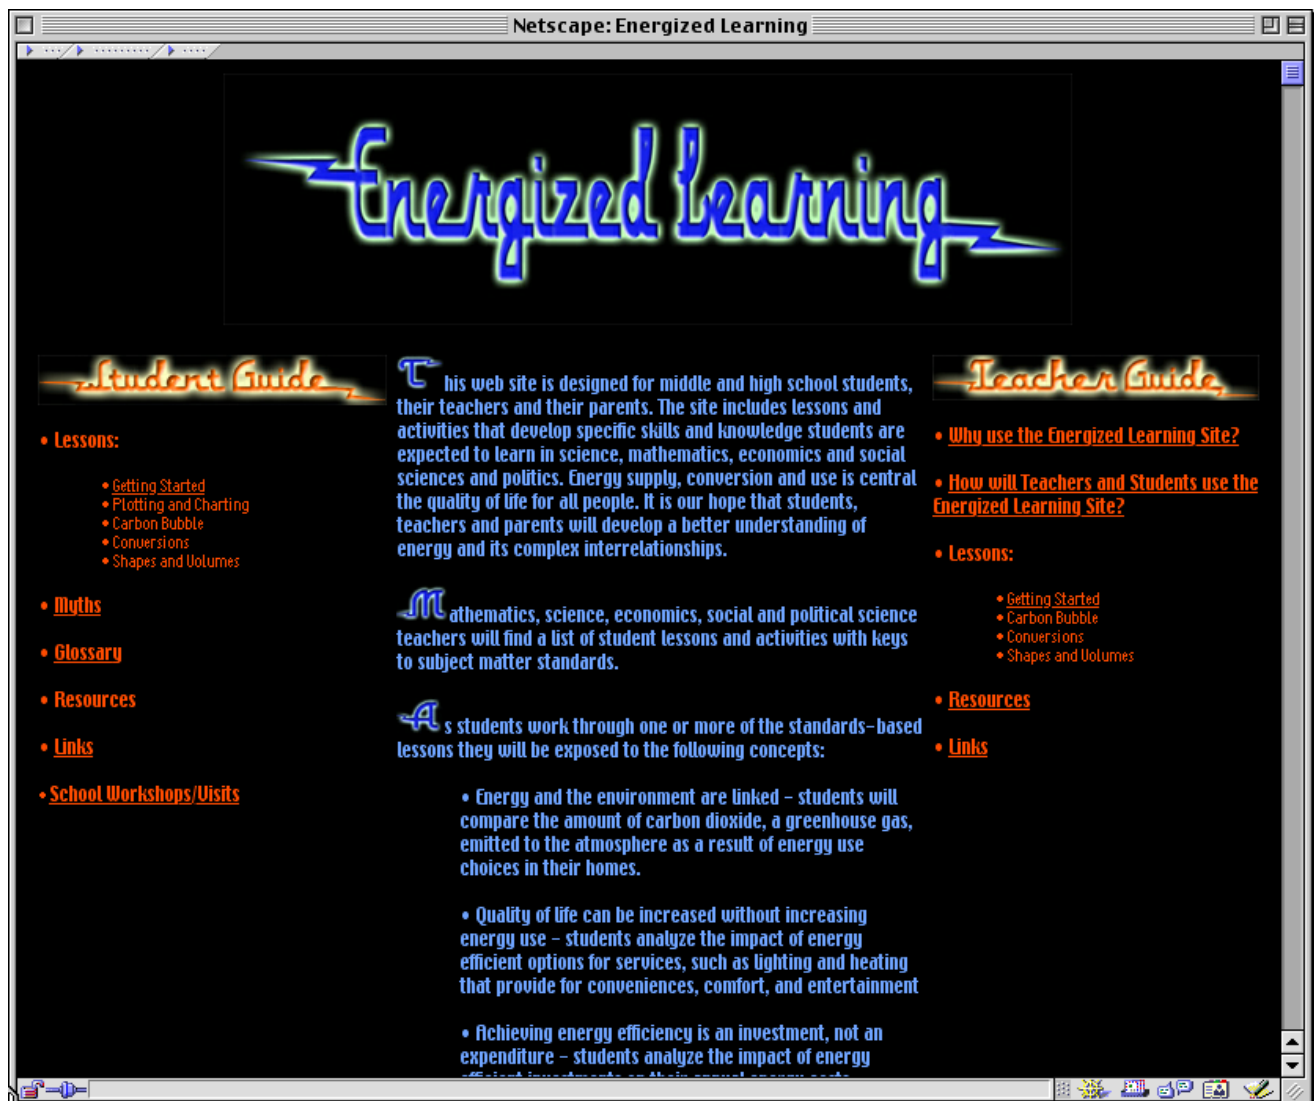 Netscape: Energized Learning
Energized Learning
Student Guide
• Lessons:
• Getting Started
• Plotting and Charting
• Carbon Bubble
• Conversions
• Shapes and Volumes
• Myths
• Glossary
• Resources
• Links
• School Workshops/Visits
This web site is designed for middle and high school students,
their teachers and their parents. The site includes lessons and
activities that develop specific skills and knowledge students are
expected to learn in science, mathematics, economics and social
sciences and politics. Energy supply, conversion and use is central
the quality of life for all people. It is our hope that students,
teachers and parents will develop a better understanding of
energy and its complex interrelationships.
Mathematics, science, economics, social and political science
teachers will find a list of student lessons and activities with keys
to subject matter standards.
As students work through one or more of the standards-based
lessons they will be exposed to the following concepts:
• Energy and the environment are linked - students will
compare the amount of carbon dioxide, a greenhouse gas,
emitted to the atmosphere as a result of energy use
choices in their homes.
• Quality of life can be increased without increasing
energy use - students analyze the impact of energy
efficient options for services, such as lighting and heating
that provide for conveniences, comfort, and entertainment
• Achieving energy efficiency is an investment, not an
expenditure - students analyze the impact of energy
efficient investments on their annual energy costs
Teacher Guide
• Why use the Energized Learning Site?
• How will Teachers and Students use the
Energized Learning Site?
• Lessons:
• Getting Started
• Carbon Bubble
• Conversions
• Shapes and Volumes
• Resources
• Links